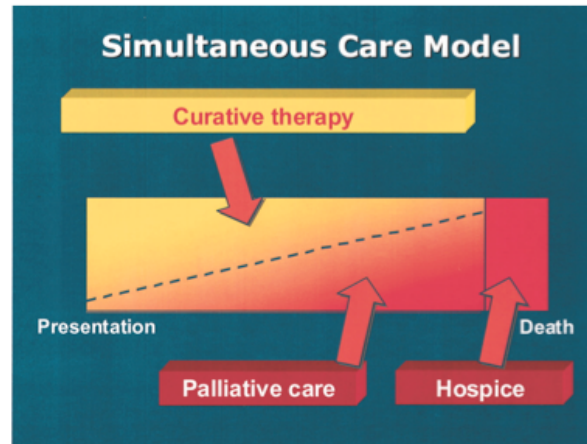 Simultaneous Care Model
Curative therapy
Presentation
Death
Palliative care
Hospice